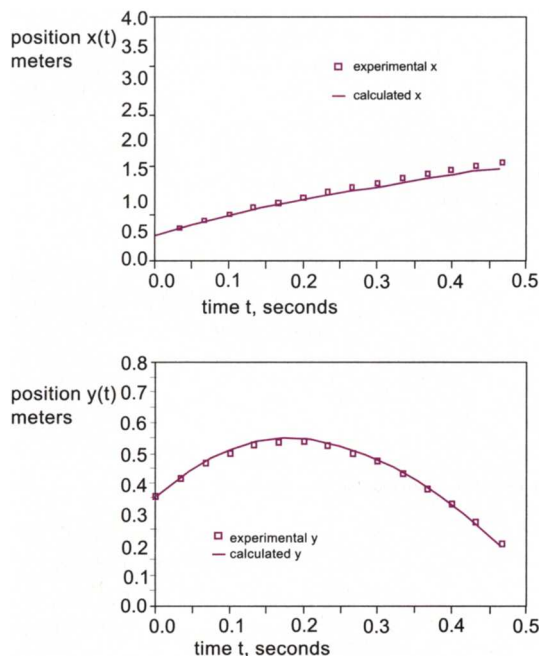 position x(t)
meters
4.0
3.5
3.0
2.5
2.0
1.5
1.0
0.5
0.0
experimental x
calculated x
0.0 0.1 0.2 0.3 0.4 0.5
time t, seconds
position y(t)
meters
0.8
0.7
0.6
0.5
0.4
0.3
0.2
0.1
0.0
experimental y
calculated y
0.0 0.1 0.2 0.3 0.4 0.5
time t, seconds